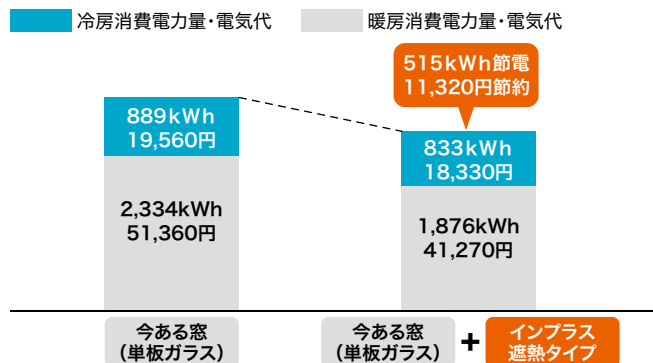 冷房消費電力量・電気代
暖房消費電力量・電気代
515kWh節電
11,320円節約
889kWh
19,560円
833kWh
18,330円
2,334kWh
51,360円
1,876kWh
41,270円
今ある窓
(単板ガラス)
今ある窓
(単板ガラス)
+
インプラス
遮熱タイプ